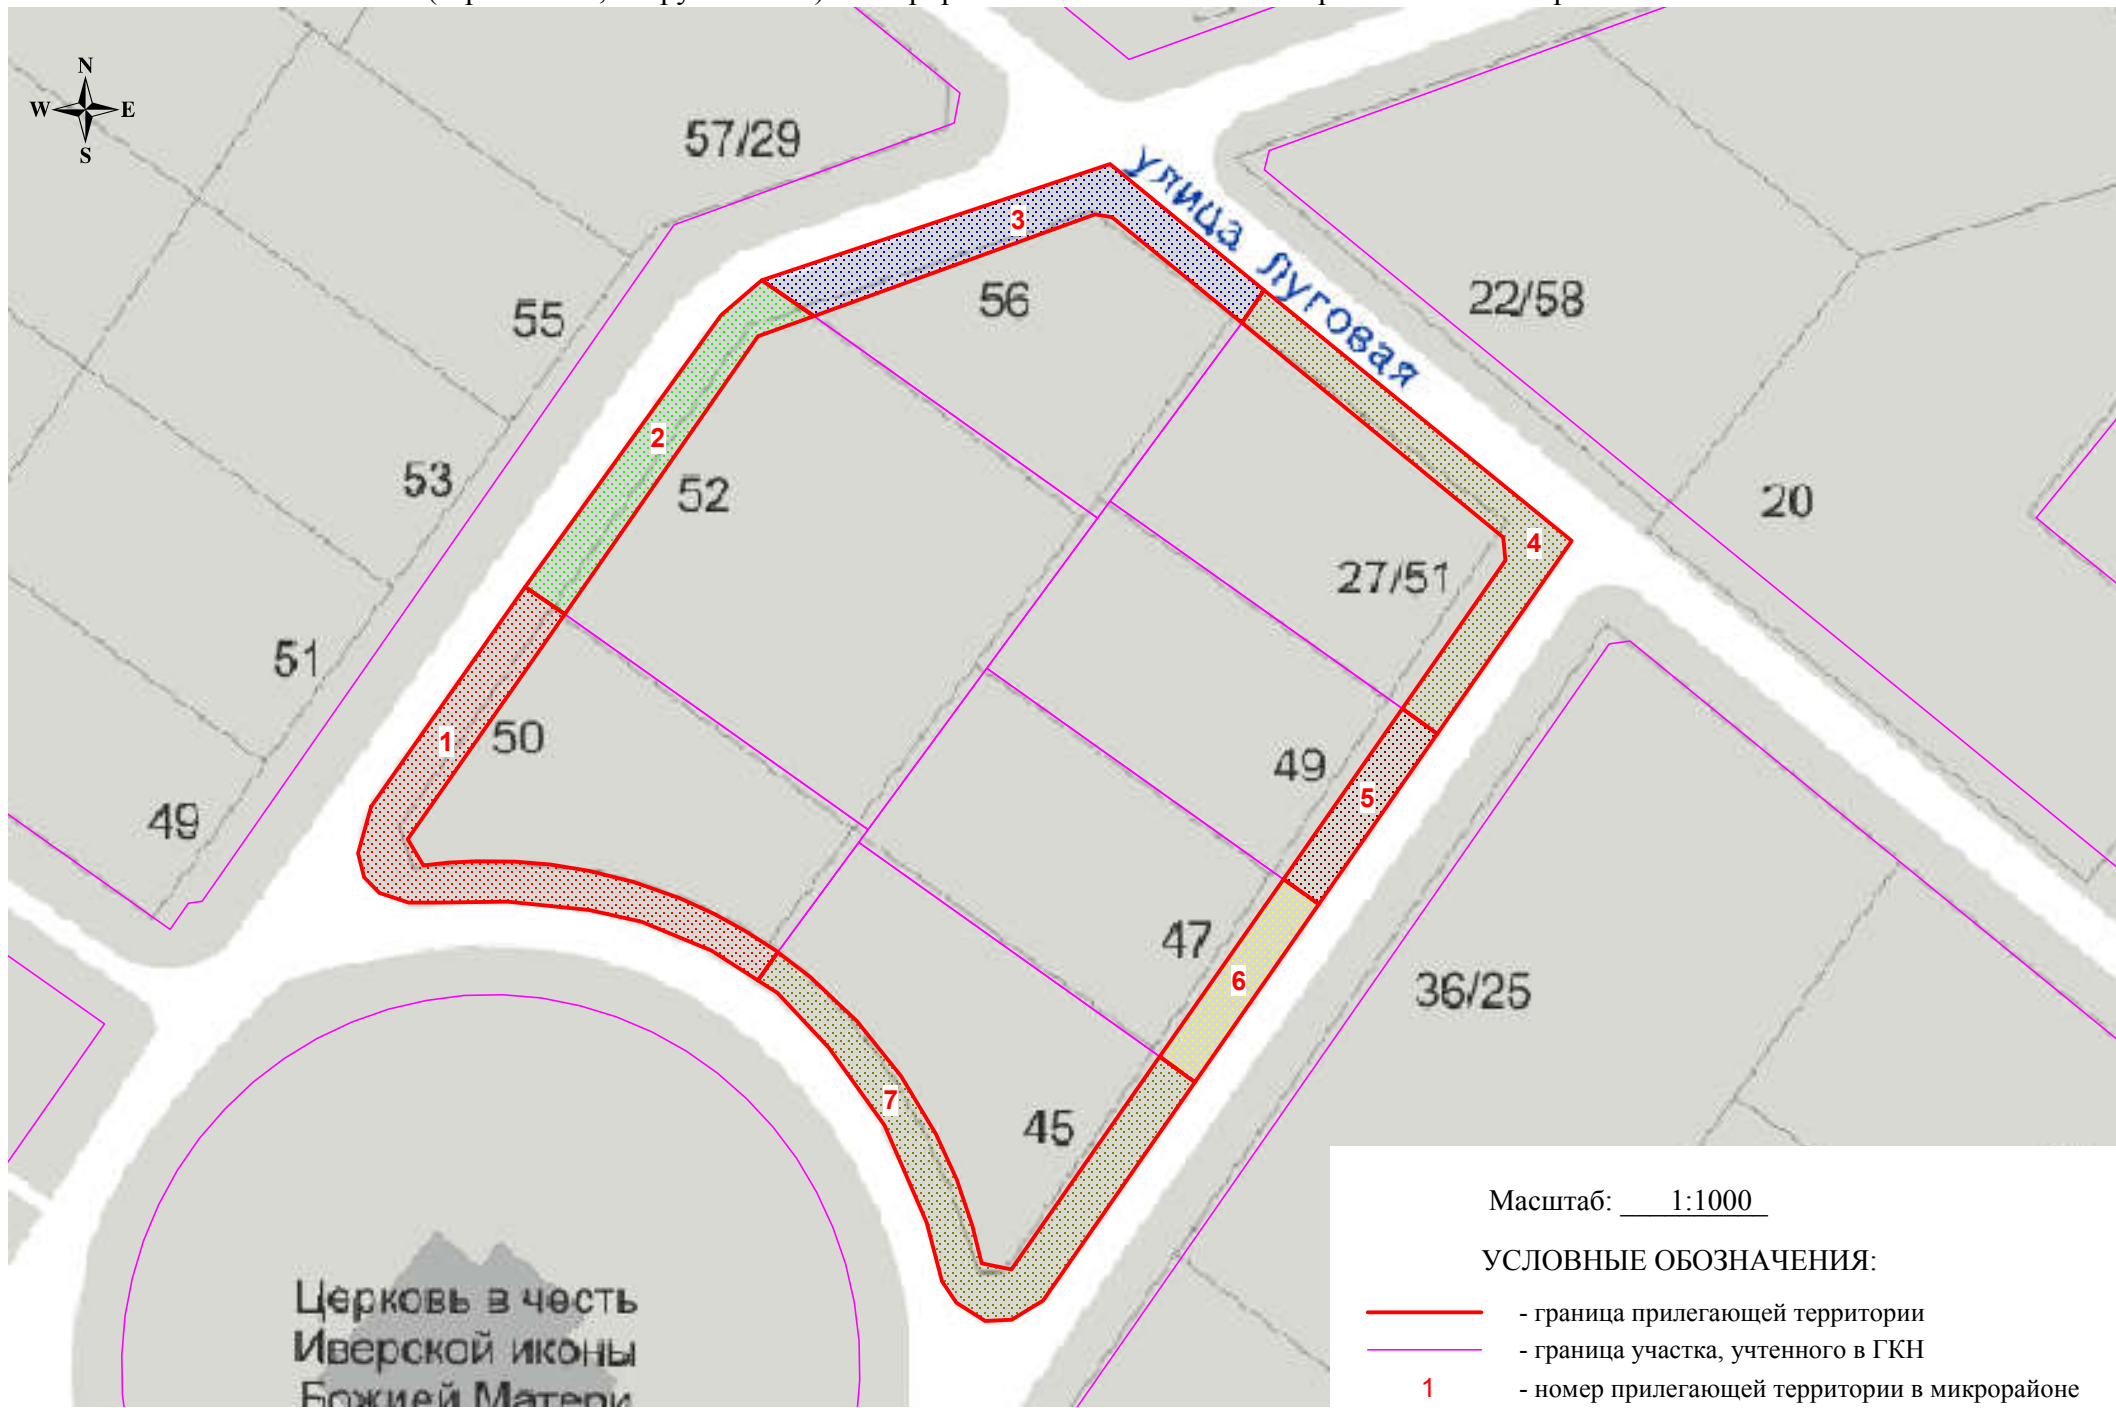 N
W E
S
57/29
3
улица Луговая
56
22/58
55
2
53
52
20
4
27/51
51
1
50
49
49
5
47
6
36/25
7
45
Масштаб: 1:1000
УСЛОВНЫЕ ОБОЗНАЧЕНИЯ:
- граница прилегающей территории
- граница участка, учтенного в ГКН
1 - номер прилегающей территории в микрорайоне
Церковь в честь
Иверской иконы
Божией Матери